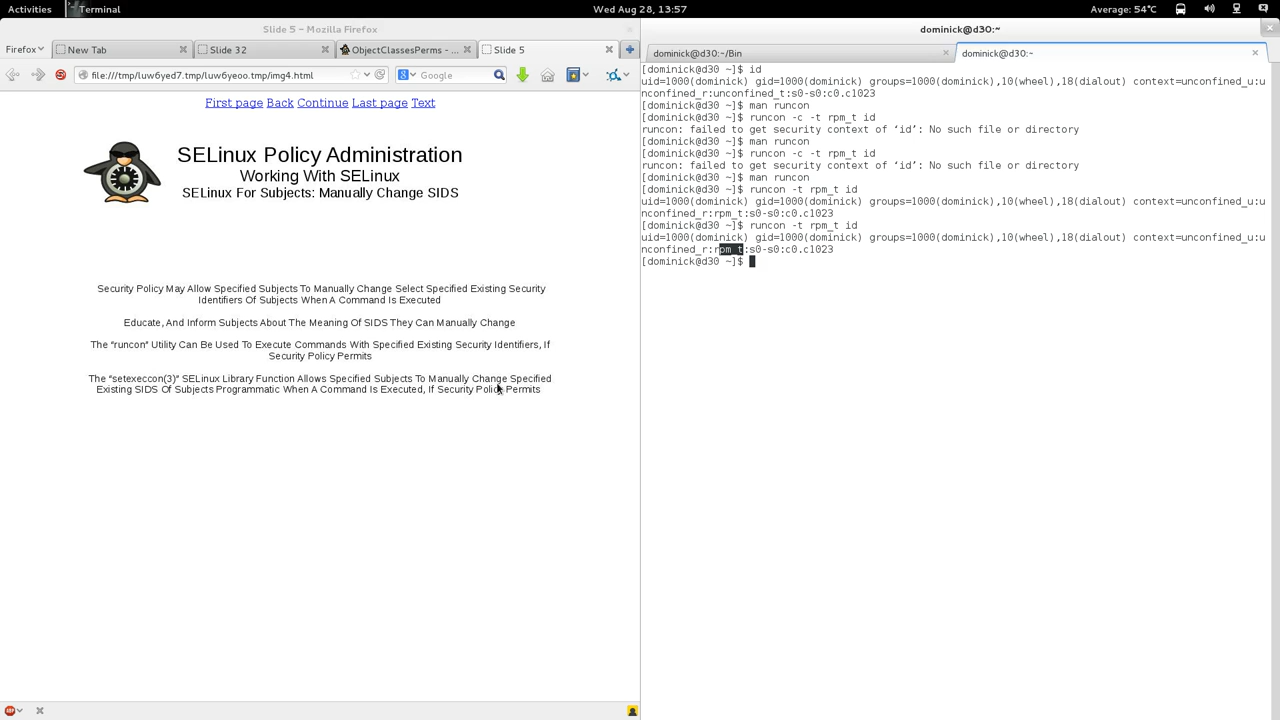 Activities Terminal Wed Aug 28, 13:57 Average: 54°C
Slide 5 - Mozilla Firefox
Firefox New Tab Slide 32 ObjectClassesPerms - ... Slide 5
file:///tmp/luw6yed7.tmp/luw6yeoo.tmp/img4.html Google
First page Back Continue Last page Text
SELinux Policy Administration
Working With SELinux
SELinux For Subjects: Manually Change SIDS
Security Policy May Allow Specified Subjects To Manually Change Select Specified Existing Security
Identifiers Of Subjects When A Command Is Executed
Educate, And Inform Subjects About The Meaning Of SIDS They Can Manually Change
The "runcon" Utility Can Be Used To Execute Commands With Specified Existing Security Identifiers, If
Security Policy Permits
The "setexeccon(3)" SELinux Library Function Allows Specified Subjects To Manually Change Specified
Existing SIDS Of Subjects Programmatic When A Command Is Executed, If Security Policy Permits
ABP
dominick@d30:~
dominick@d30:~/Bin dominick@d30:~
[dominick@d30 ~]$ id
uid=1000(dominick) gid=1000(dominick) groups=1000(dominick),10(wheel),18(dialout) context=unconfined_u:u
nconfined_r:unconfined_t:s0-s0:c0.c1023
[dominick@d30 ~]$ man runcon
[dominick@d30 ~]$ runcon -c -t rpm_t id
runcon: failed to get security context of ‘id’: No such file or directory
[dominick@d30 ~]$ man runcon
[dominick@d30 ~]$ runcon -c -t rpm_t id
runcon: failed to get security context of ‘id’: No such file or directory
[dominick@d30 ~]$ man runcon
[dominick@d30 ~]$ runcon -t rpm_t id
uid=1000(dominick) gid=1000(dominick) groups=1000(dominick),10(wheel),18(dialout) context=unconfined_u:u
nconfined_r:rpm_t:s0-s0:c0.c1023
[dominick@d30 ~]$ runcon -t rpm_t id
uid=1000(dominick) gid=1000(dominick) groups=1000(dominick),10(wheel),18(dialout) context=unconfined_u:u
nconfined_r:rpm_t:s0-s0:c0.c1023
[dominick@d30 ~]$